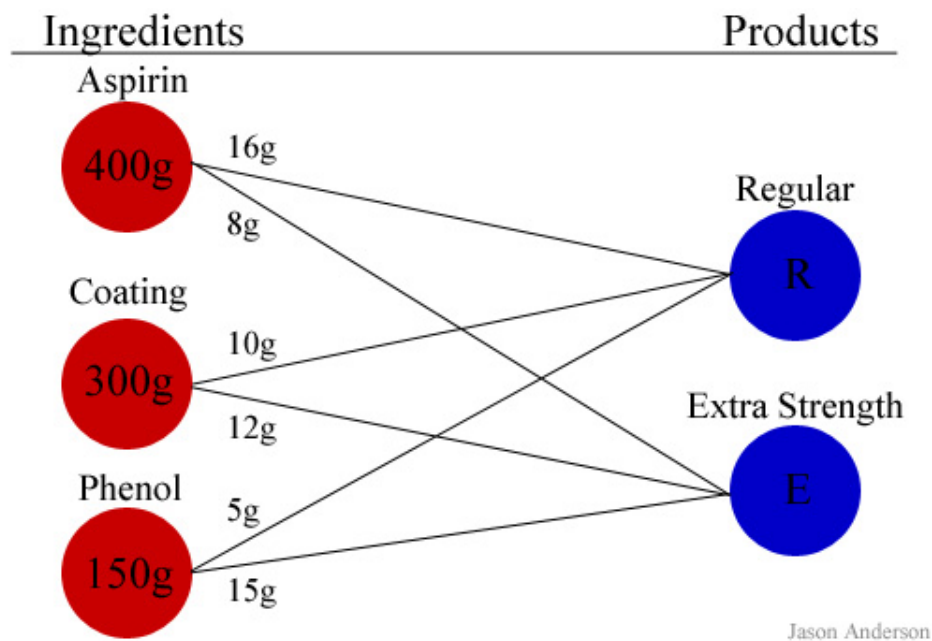 Ingredients Products
Aspirin
400g
16g
8g
Regular
R
Coating
300g
10g
12g
Extra Strength
E
Phenol
150g
5g
15g
Jason Anderson